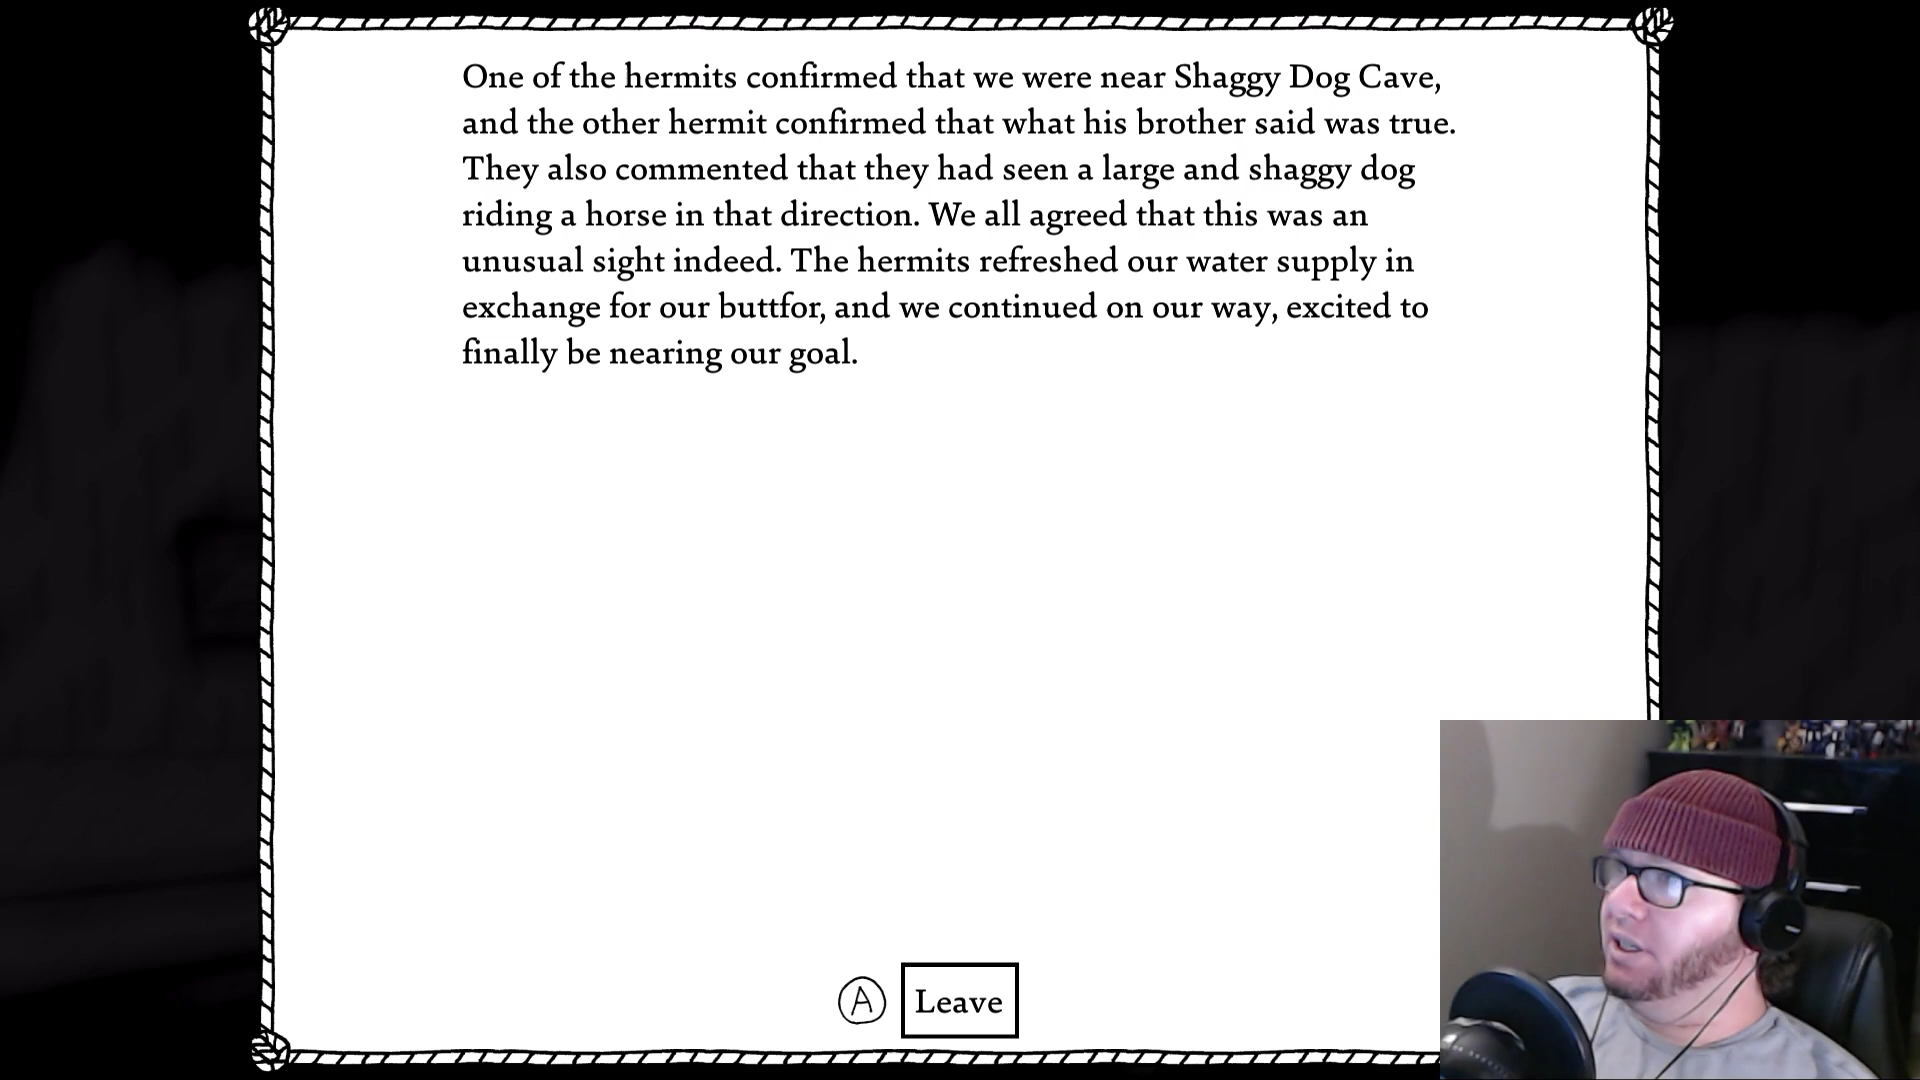 One of the hermits confirmed that we were near Shaggy Dog Cave,
and the other hermit confirmed that what his brother said was true.
They also commented that they had seen a large and shaggy dog
riding a horse in that direction. We all agreed that this was an
unusual sight indeed. The hermits refreshed our water supply in
exchange for our buttfor, and we continued on our way, excited to
finally be nearing our goal.
A Leave